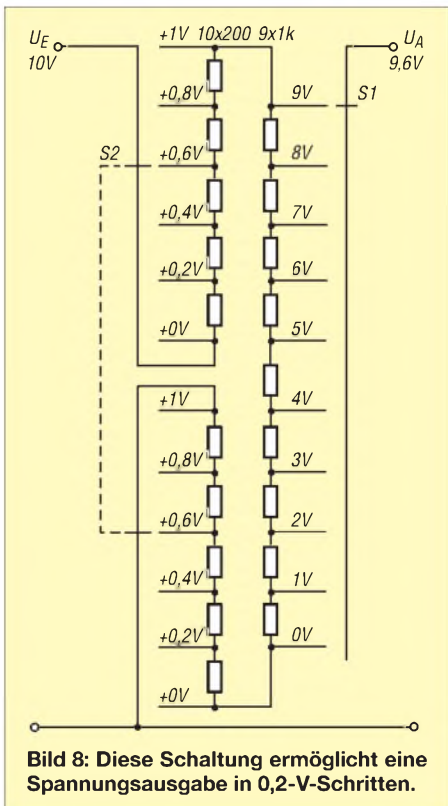 U_E
10V
+1V 10x200 9x1k
U_A
9,6V
+0,8V
9V
S1
S2
+0,6V
8V
+0,4V
7V
+0,2V
6V
+0V
5V
+1V
4V
+0,8V
3V
+0,6V
2V
+0,4V
1V
+0,2V
0V
+0V
Bild 8: Diese Schaltung ermöglicht eine
Spannungsausgabe in 0,2-V-Schritten.